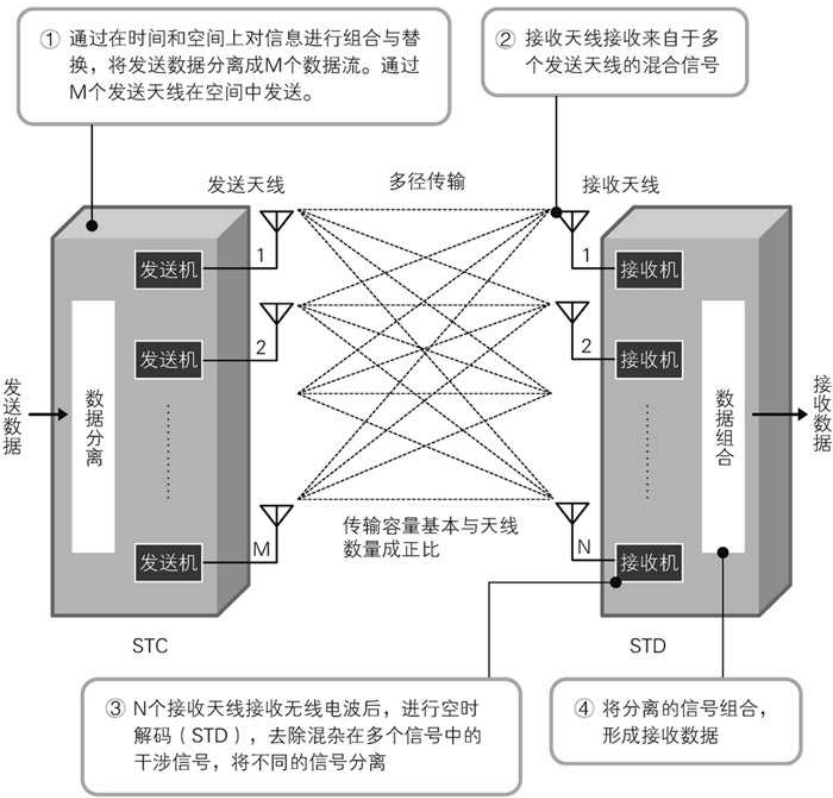 ① 通过在时间和空间上对信息进行组合与替
换，将发送数据分离成M个数据流。通过
M个发送天线在空间中发送。
② 接收天线接收来自于多
个发送天线的混合信号
发送天线
多径传输
接收天线
发送机
1
1
接收机
发送机
2
2
接收机
发送数据
数据分离
数据组合
接收数据
传输容量基本与天线
数量成正比
发送机
M
N
接收机
STC
STD
③ N个接收天线接收无线电波后，进行空时
解码（STD），去除混杂在多个信号中的
干涉信号，将不同的信号分离
④ 将分离的信号组合，
形成接收数据